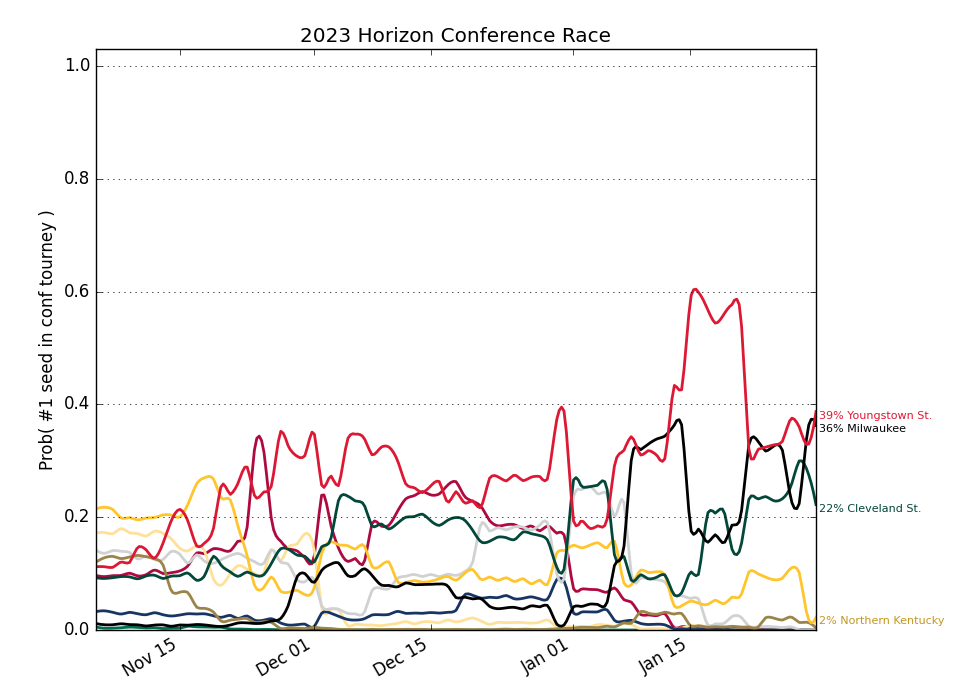 2023 Horizon Conference Race
Prob( #1 seed in conf tourney )
1.0
0.8
0.6
0.4
0.2
0.0
Nov 15
Dec 01
Dec 15
Jan 01
Jan 15
39% Youngstown St.
36% Milwaukee
22% Cleveland St.
2% Northern Kentucky